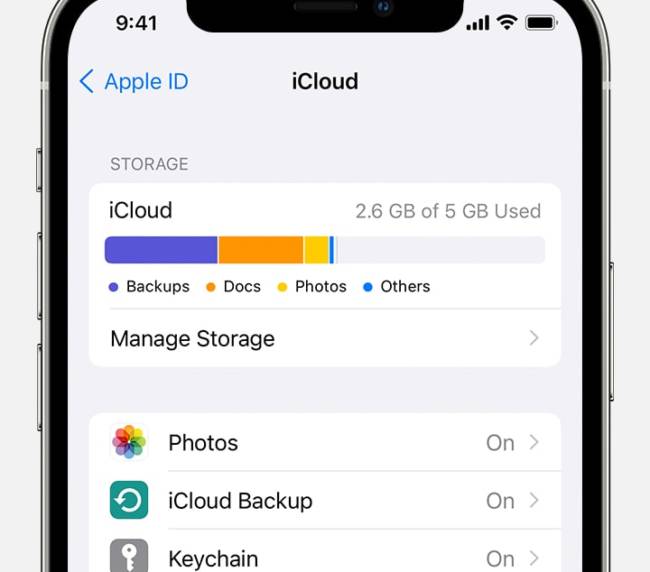 9:41
Apple ID
iCloud
STORAGE
iCloud 2.6 GB of 5 GB Used
Backups Docs Photos Others
Manage Storage
Photos On
iCloud Backup On
Keychain On